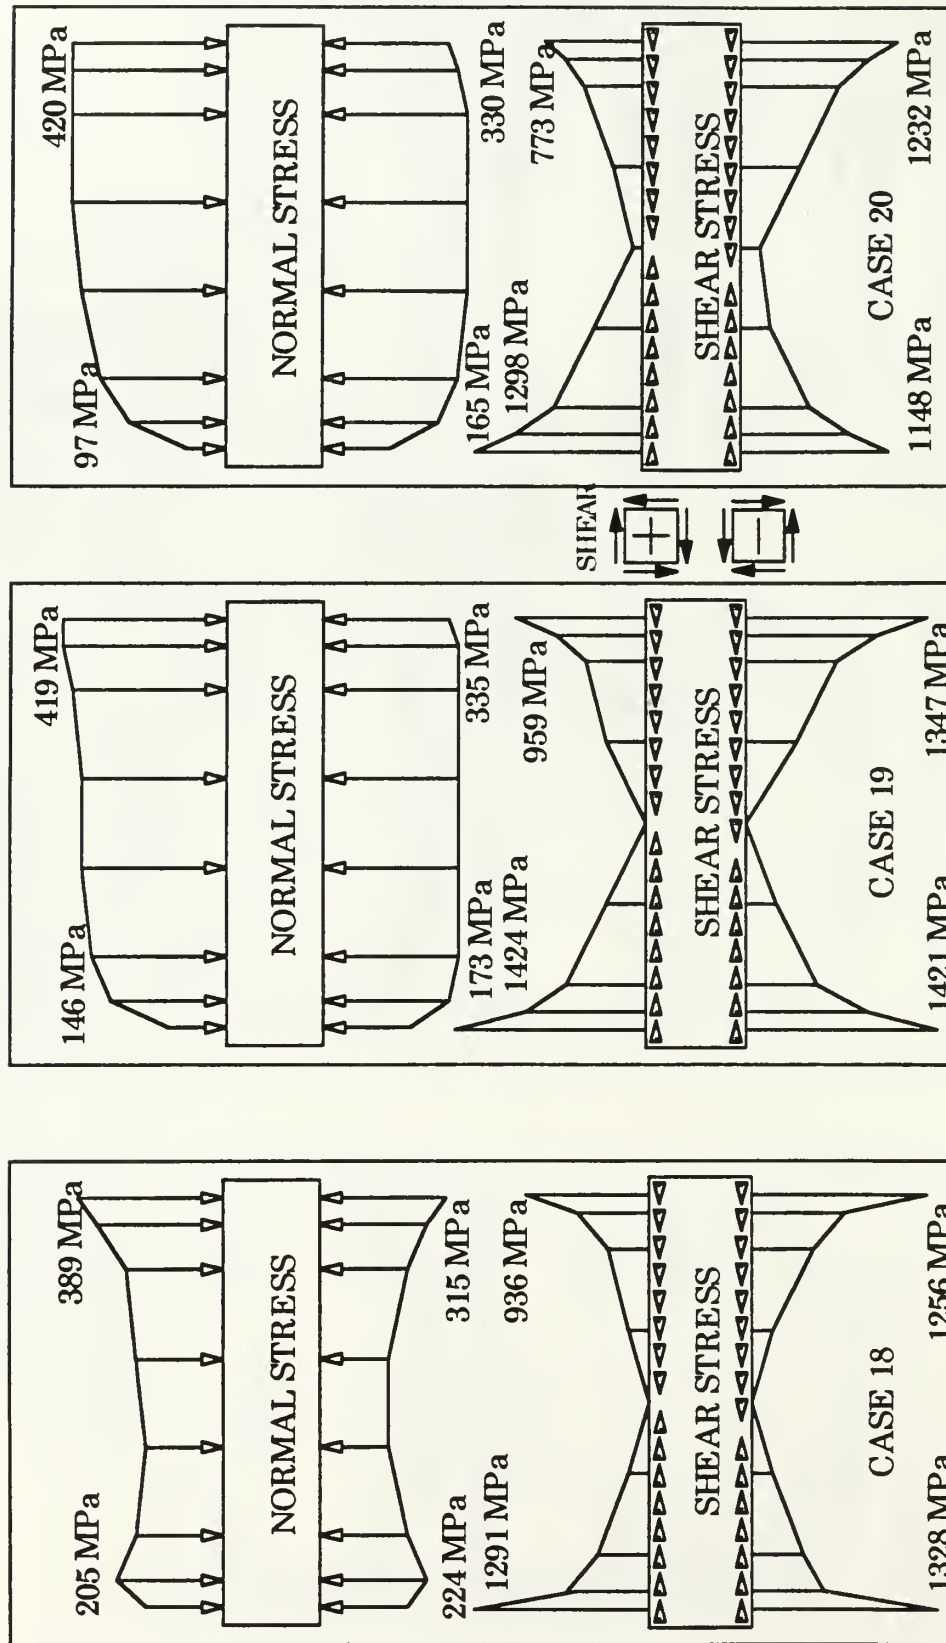 205 MPa
389 MPa
NORMAL STRESS
224 MPa
315 MPa
1291 MPa
936 MPa
SHEAR STRESS
CASE 18
1328 MPa
1256 MPa
146 MPa
419 MPa
NORMAL STRESS
173 MPa
335 MPa
1424 MPa
959 MPa
SHEAR STRESS
CASE 19
1421 MPa
1347 MPa
SHEAR
+
−
97 MPa
420 MPa
NORMAL STRESS
165 MPa
330 MPa
1298 MPa
773 MPa
SHEAR STRESS
CASE 20
1148 MPa
1232 MPa